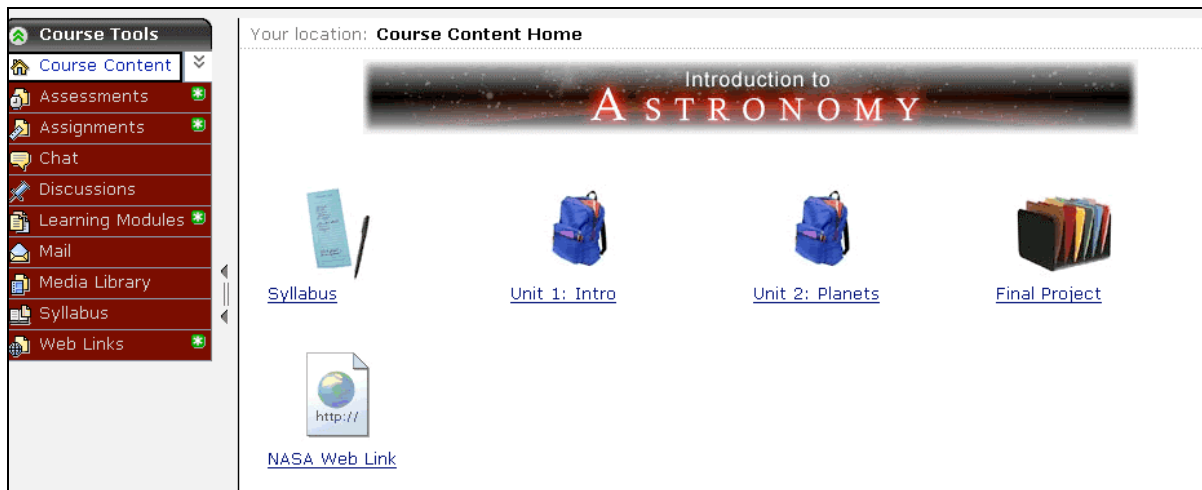 Course Tools
Course Content
Assessments
Assignments
Chat
Discussions
Learning Modules
Mail
Media Library
Syllabus
Web Links
Your location: Course Content Home
Introduction to
ASTRONOMY
Syllabus
Unit 1: Intro
Unit 2: Planets
Final Project
http://
NASA Web Link